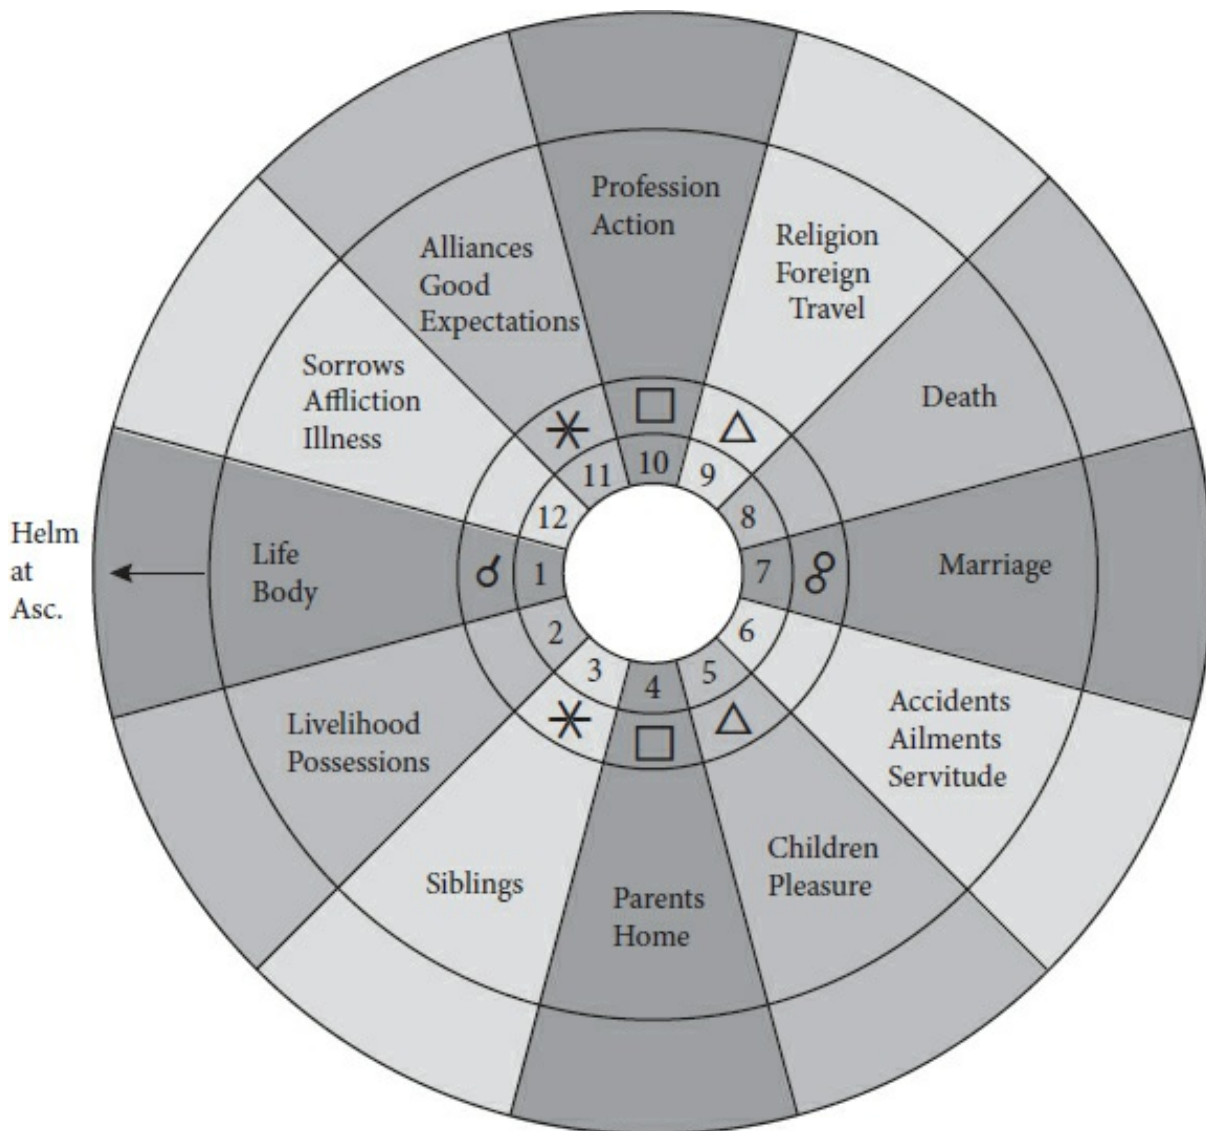 Profession
Action
Religion
Foreign
Travel
Alliances
Good
Expectations
Sorrows
Affliction
Illness
Death
Helm
at
Asc.
Life
Body
Marriage
Livelihood
Possessions
Accidents
Ailments
Servitude
Siblings
Parents
Home
Children
Pleasure
1
2
3
4
5
6
7
8
9
10
11
12